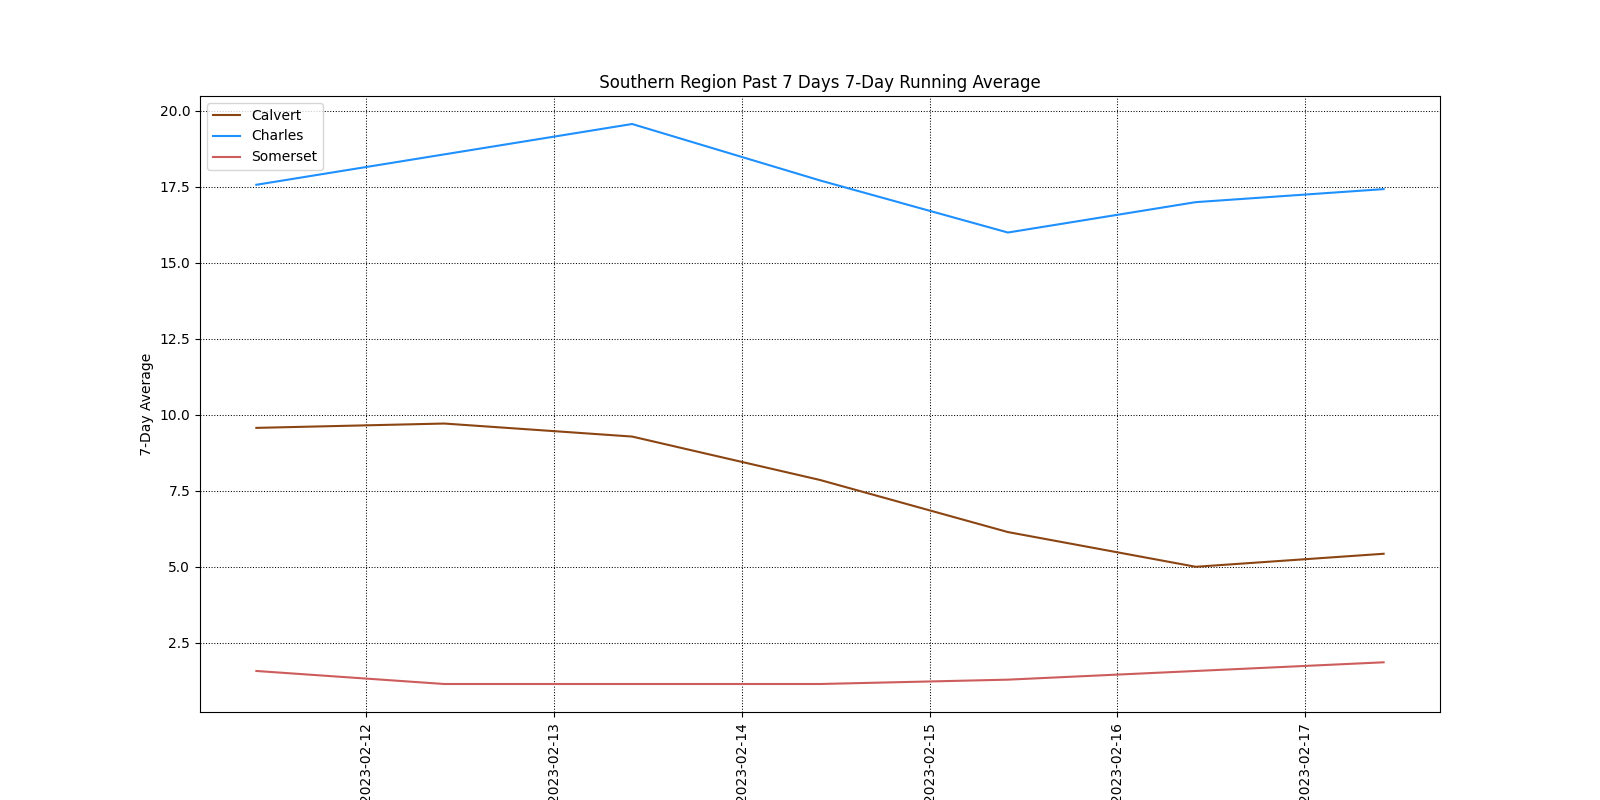 Southern Region Past 7 Days 7-Day Running Average
Calvert
Charles
Somerset
7-Day Average
20.0
17.5
15.0
12.5
10.0
7.5
5.0
2.5
2023-02-12
2023-02-13
2023-02-14
2023-02-15
2023-02-16
2023-02-17